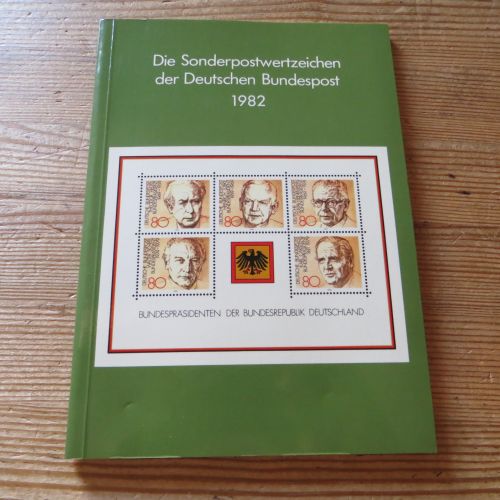 Die Sonderpostwertzeichen
der Deutschen Bundespost
1982
80
80
80
80
80
BUNDESPRÄSIDENTEN DER BUNDESREPUBLIK DEUTSCHLAND